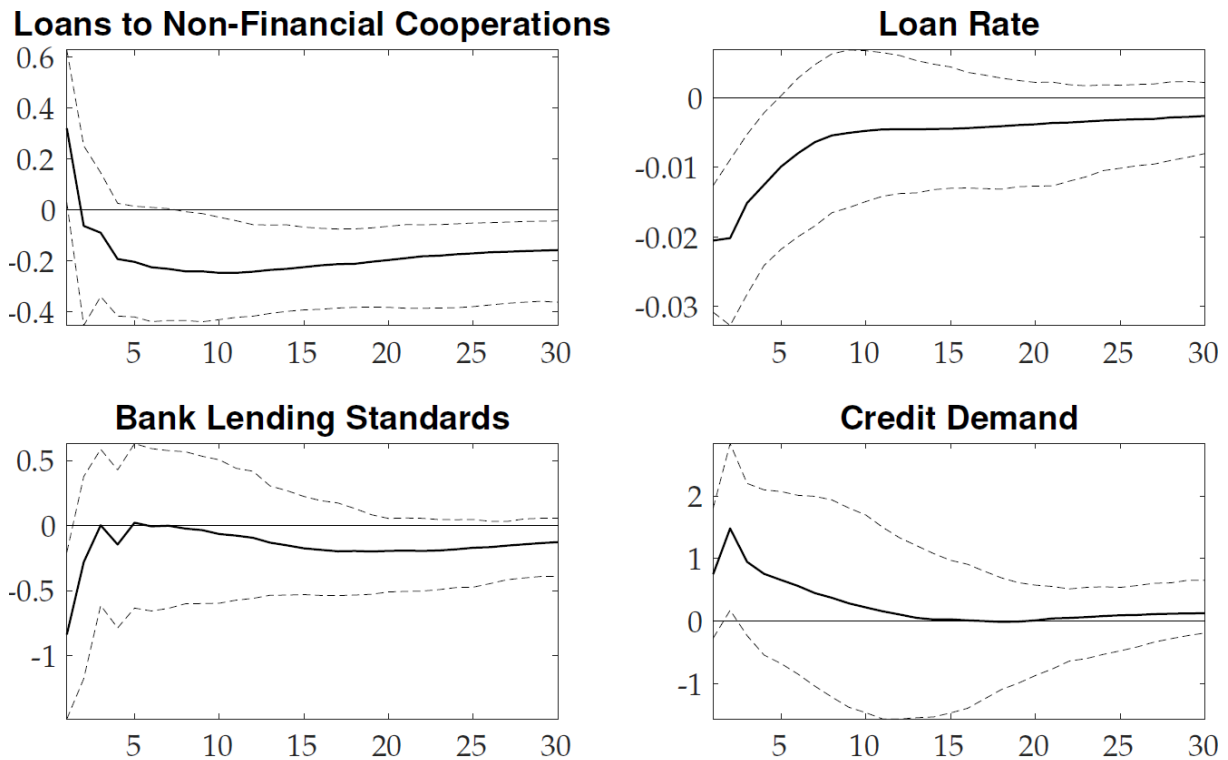 Loans to Non-Financial Cooperations
0.6
0.4
0.2
0
-0.2
-0.4
5 10 15 20 25 30
Loan Rate
0
-0.01
-0.02
-0.03
5 10 15 20 25 30
Bank Lending Standards
0.5
0
-0.5
-1
5 10 15 20 25 30
Credit Demand
2
1
0
-1
5 10 15 20 25 30